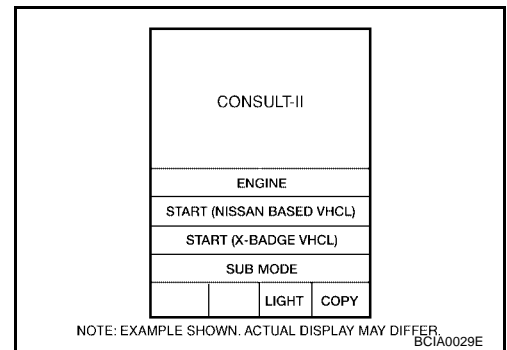 CONSULT-II
ENGINE
START (NISSAN BASED VHCL)
START (X-BADGE VHCL)
SUB MODE
LIGHT COPY
NOTE: EXAMPLE SHOWN. ACTUAL DISPLAY MAY DIFFER.
BCIA0029E